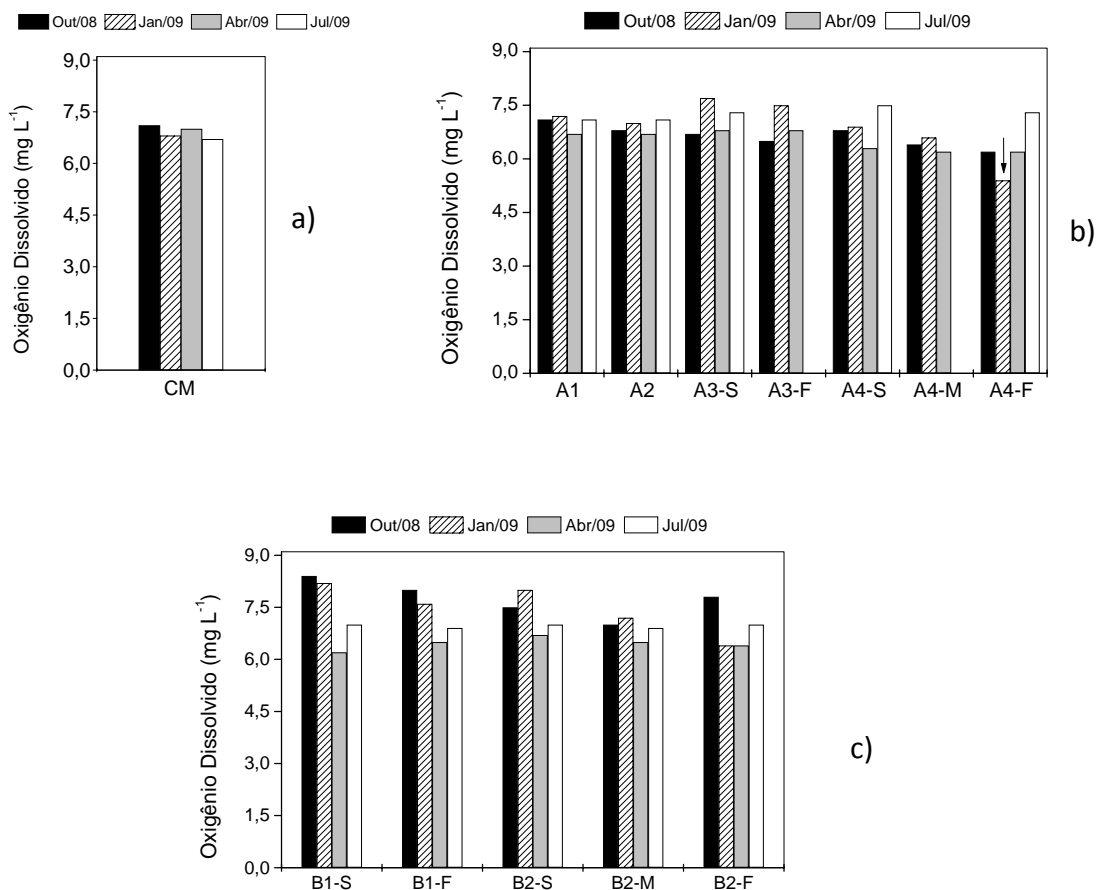 Out/08 Jan/09 Abr/09 Jul/09
Oxigênio Dissolvido (mg L⁻¹)
9,0
7,5
6,0
4,5
3,0
1,5
0,0
CM
a)
Out/08 Jan/09 Abr/09 Jul/09
Oxigênio Dissolvido (mg L⁻¹)
9,0
7,5
6,0
4,5
3,0
1,5
0,0
A1 A2 A3-S A3-F A4-S A4-M A4-F
b)
Out/08 Jan/09 Abr/09 Jul/09
Oxigênio Dissolvido (mg L⁻¹)
9,0
7,5
6,0
4,5
3,0
1,5
0,0
B1-S B1-F B2-S B2-M B2-F
c)